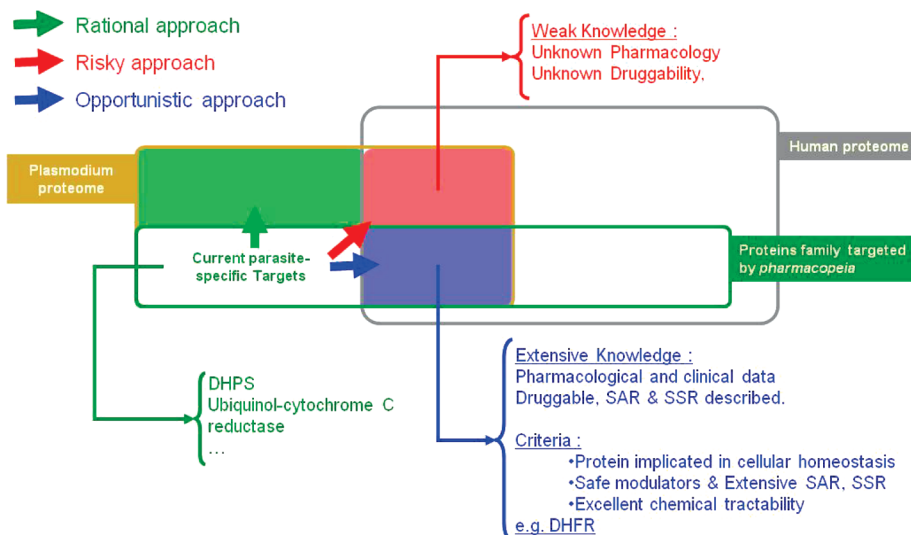 Rational approach
Risky approach
Opportunistic approach
Weak Knowledge :
Unknown Pharmacology
Unknown Druggability,
Human proteome
Plasmodium
proteome
Current parasite-
specific Targets
Proteins family targeted
by pharmacopeia
DHPS
Ubiquinol-cytochrome C
reductase
...
Extensive Knowledge :
Pharmacological and clinical data
Druggable, SAR & SSR described.
Criteria :
•Protein implicated in cellular homeostasis
•Safe modulators & Extensive SAR, SSR
•Excellent chemical tractability
e.g. DHFR